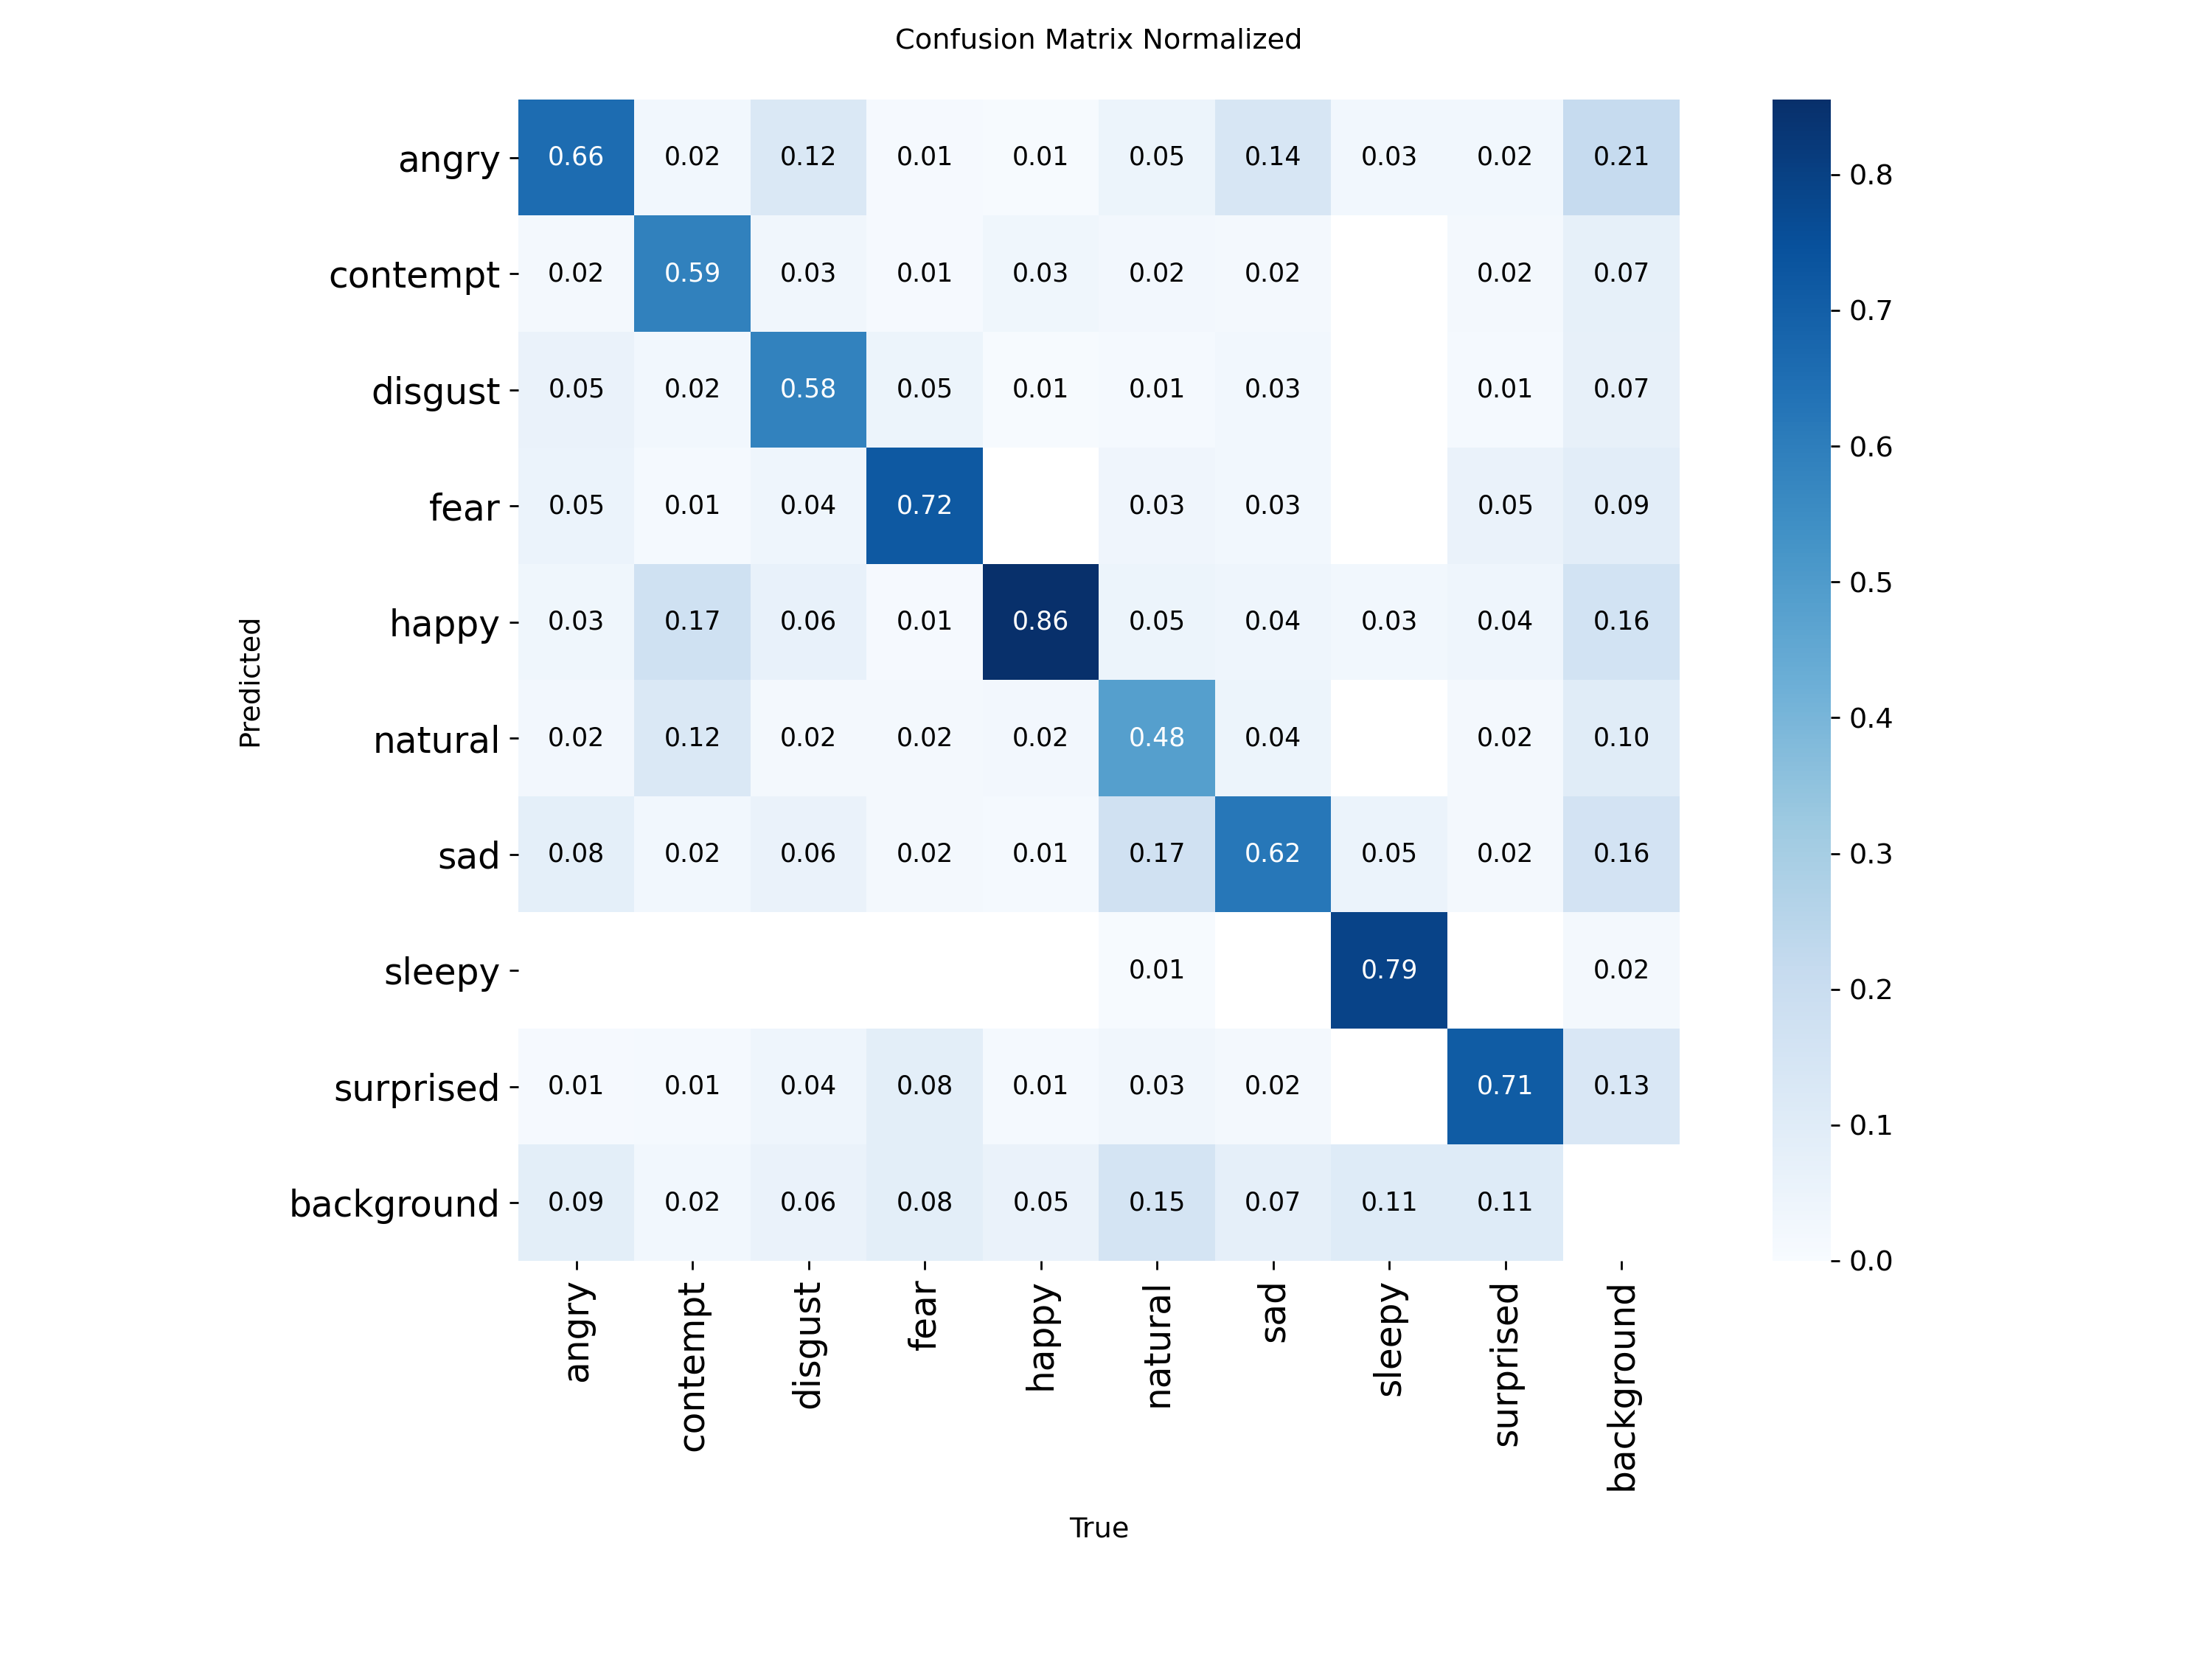 Confusion Matrix Normalized
angry 0.66 0.02 0.12 0.01 0.01 0.05 0.14 0.03 0.02 0.21
contempt 0.02 0.59 0.03 0.01 0.03 0.02 0.02 0.02 0.07
disgust 0.05 0.02 0.58 0.05 0.01 0.01 0.03 0.01 0.07
fear 0.05 0.01 0.04 0.72 0.03 0.03 0.05 0.09
happy 0.03 0.17 0.06 0.01 0.86 0.05 0.04 0.03 0.04 0.16
natural 0.02 0.12 0.02 0.02 0.02 0.48 0.04 0.02 0.10
sad 0.08 0.02 0.06 0.02 0.01 0.17 0.62 0.05 0.02 0.16
sleepy 0.01 0.79 0.02
surprised 0.01 0.01 0.04 0.08 0.01 0.03 0.02 0.71 0.13
background 0.09 0.02 0.06 0.08 0.05 0.15 0.07 0.11 0.11
Predicted
angry contempt disgust fear happy natural sad sleepy surprised background
True
0.8
0.7
0.6
0.5
0.4
0.3
0.2
0.1
0.0